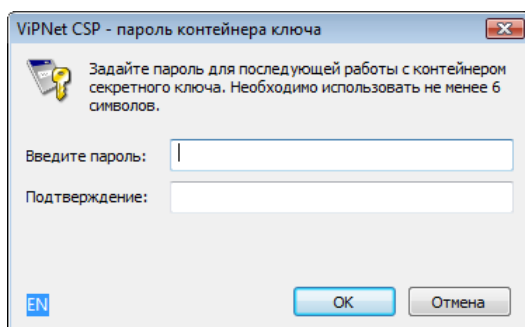 ViPNet CSP - пароль контейнера ключа
Задайте пароль для последующей работы с контейнером
секретного ключа. Необходимо использовать не менее 6
символов.
Введите пароль:
Подтверждение:
EN
OK
Отмена